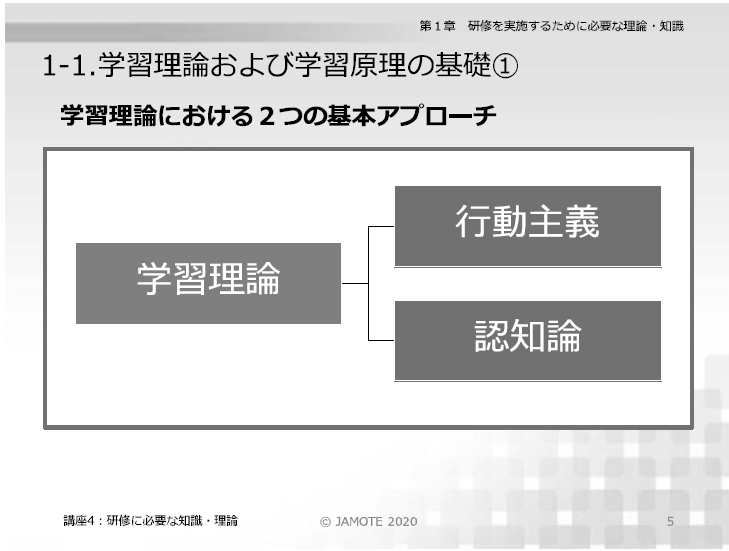 第１章　研修を実施するために必要な理論・知識
1-1.学習理論および学習原理の基礎①
学習理論における２つの基本アプローチ
行動主義
学習理論
認知論
講座4：研修に必要な知識・理論
© JAMOTE 2020
5